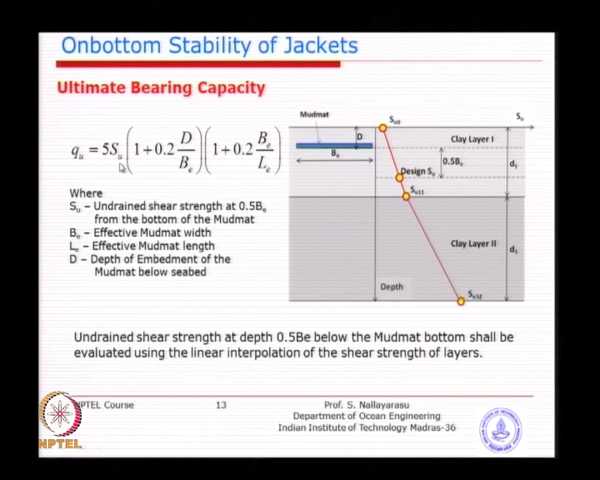 Onbottom Stability of Jackets
Ultimate Bearing Capacity
q_u = 5S_u (1+0.2 D/B_e) (1+0.2 B_e/L_e)
Where
S_u – Undrained shear strength at 0.5B_e
from the bottom of the Mudmat
B_e – Effective Mudmat width
L_e – Effective Mudmat length
D – Depth of Embedment of the
Mudmat below seabed
Mudmat
D
B_e
S_u0
S_u
Clay Layer I
0.5B_e
d_1
Design S_u
S_u11
Clay Layer II
d_1
Depth
S_u12
Undrained shear strength at depth 0.5Be below the Mudmat bottom shall be
evaluated using the linear interpolation of the shear strength of layers.
NPTEL Course
13
Prof. S. Nallayarasu
Department of Ocean Engineering
Indian Institute of Technology Madras-36
NPTEL